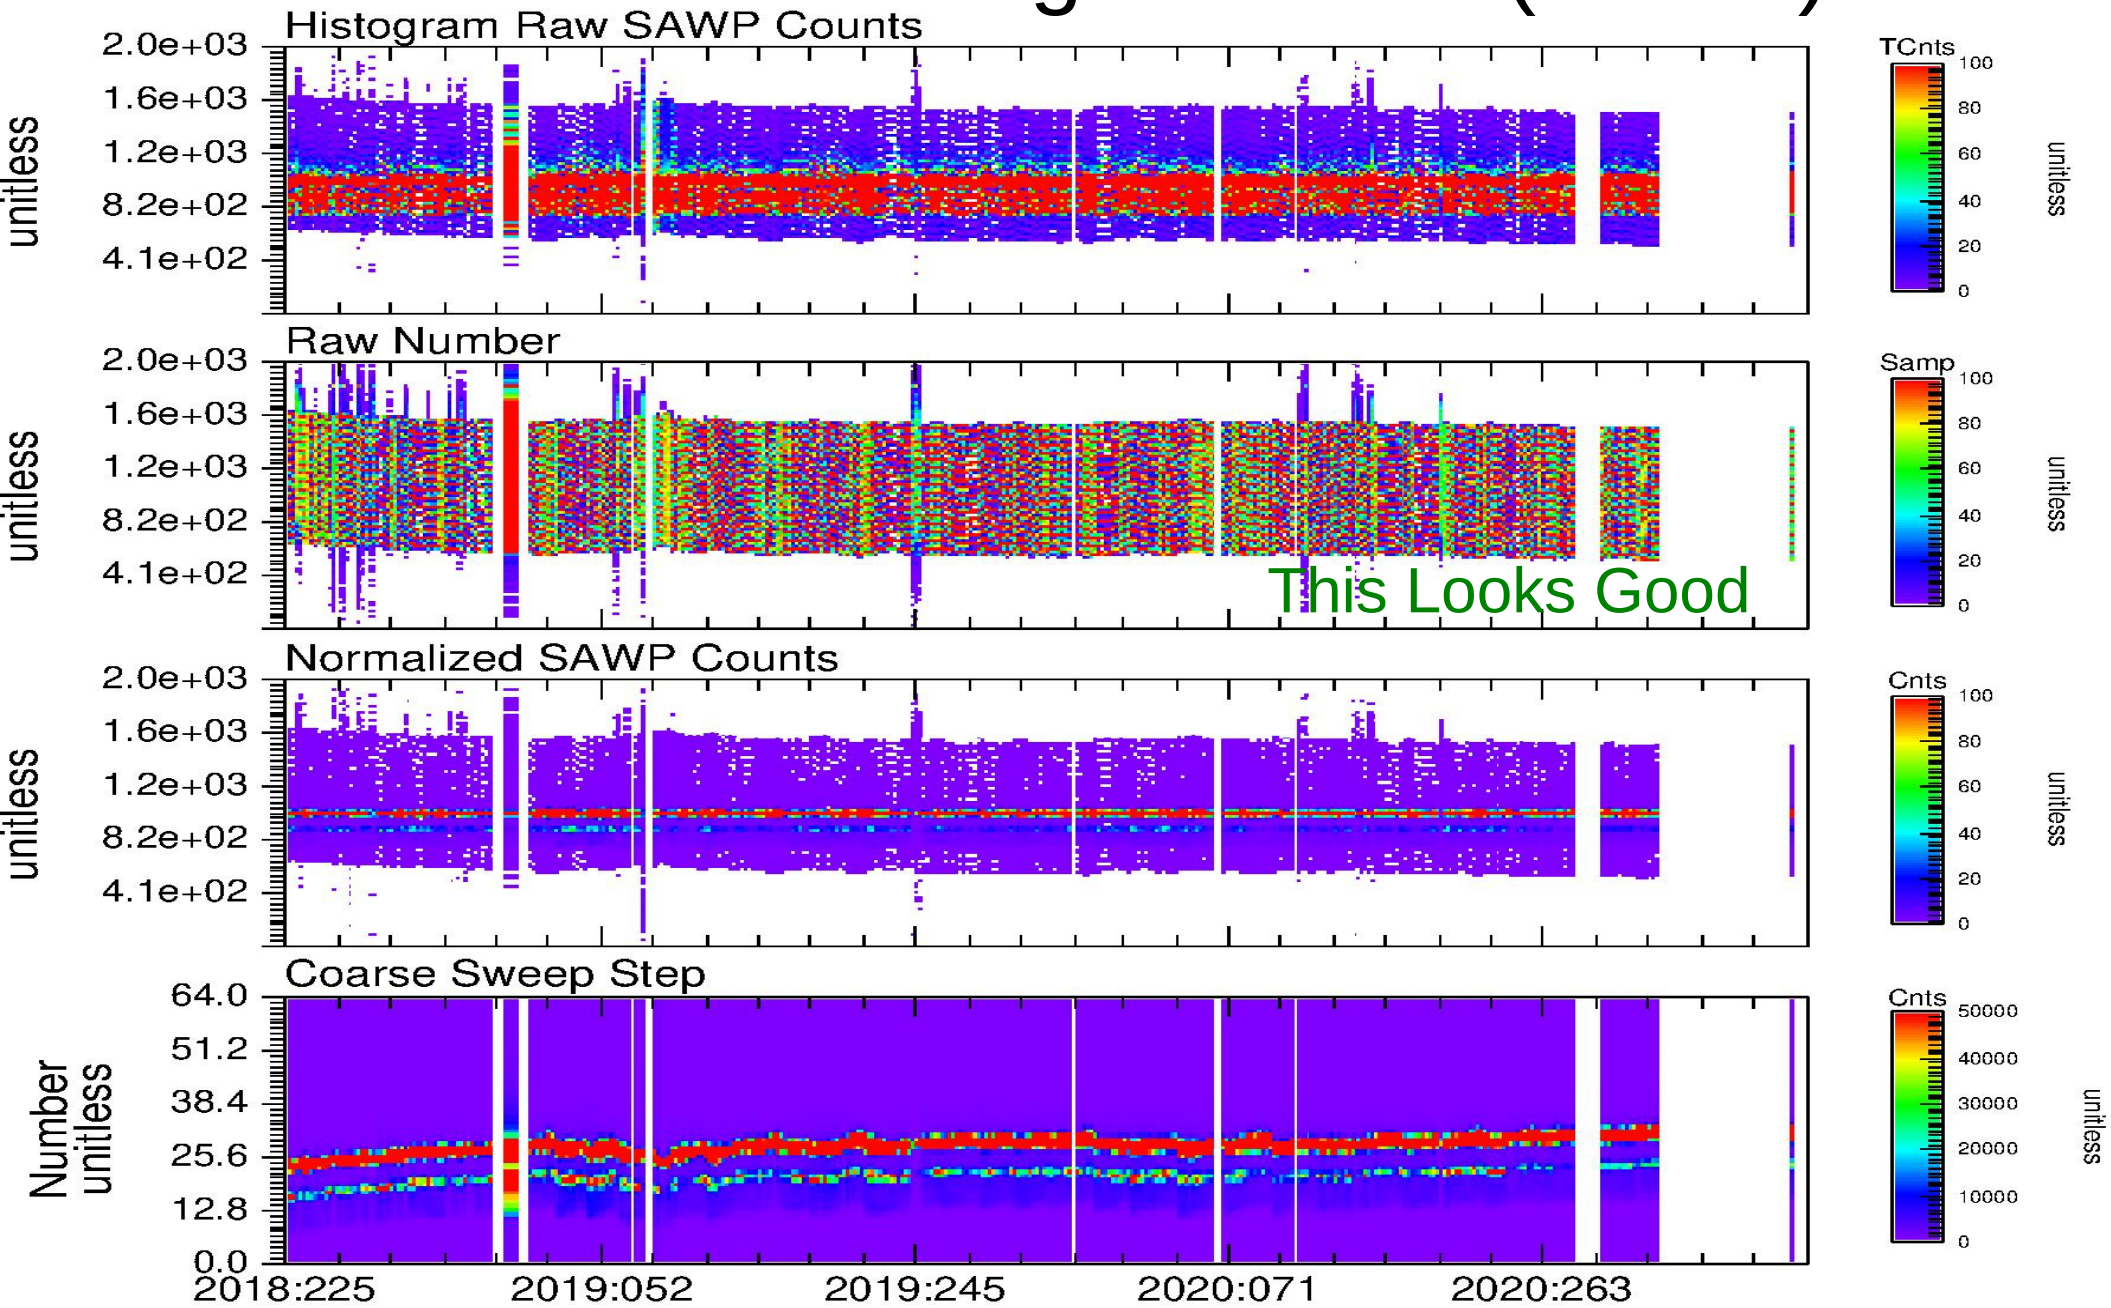 Histogram Raw SAWP Counts
TCnts
2.0e+03
1.6e+03
1.2e+03
8.2e+02
4.1e+02
unitless
100
80
60
40
20
0
unitless
Raw Number
Samp
2.0e+03
1.6e+03
1.2e+03
8.2e+02
4.1e+02
unitless
This Looks Good
100
80
60
40
20
0
unitless
Normalized SAWP Counts
Cnts
2.0e+03
1.6e+03
1.2e+03
8.2e+02
4.1e+02
unitless
100
80
60
40
20
0
unitless
Coarse Sweep Step
Cnts
64.0
51.2
38.4
25.6
12.8
0.0
Number
unitless
50000
40000
30000
20000
10000
0
unitless
2018:225
2019:052
2019:245
2020:071
2020:263